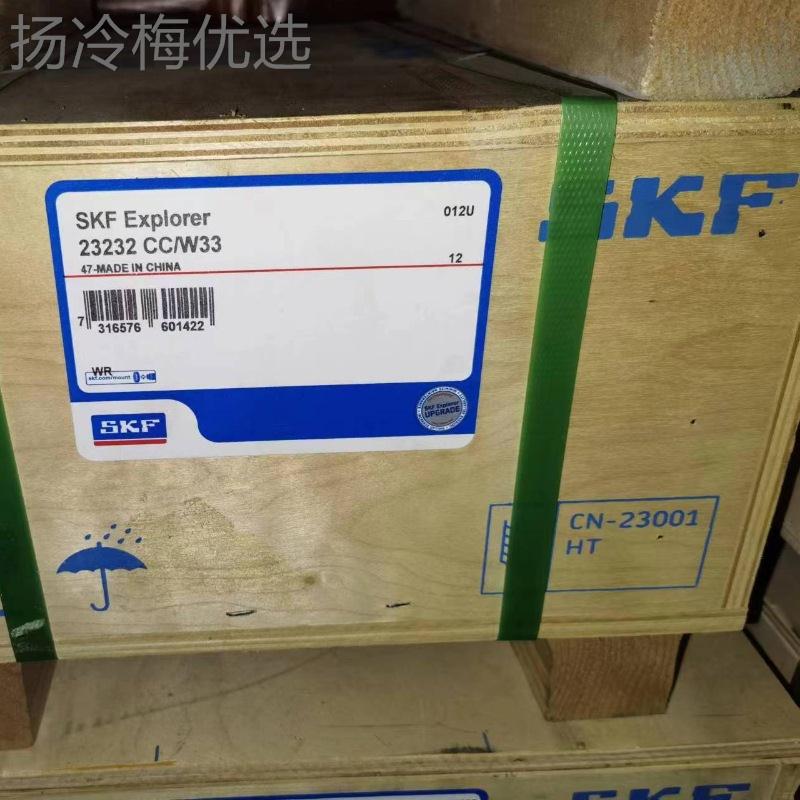 扬冷梅优选
SKF
SKF Explorer
012U
23232 CC/W33
12
47-MADE IN CHINA
7 316576 601422
WR
skf.com/mount
SKF
SKF Explorer
UPGRADE
CN-23001
HT
SKF